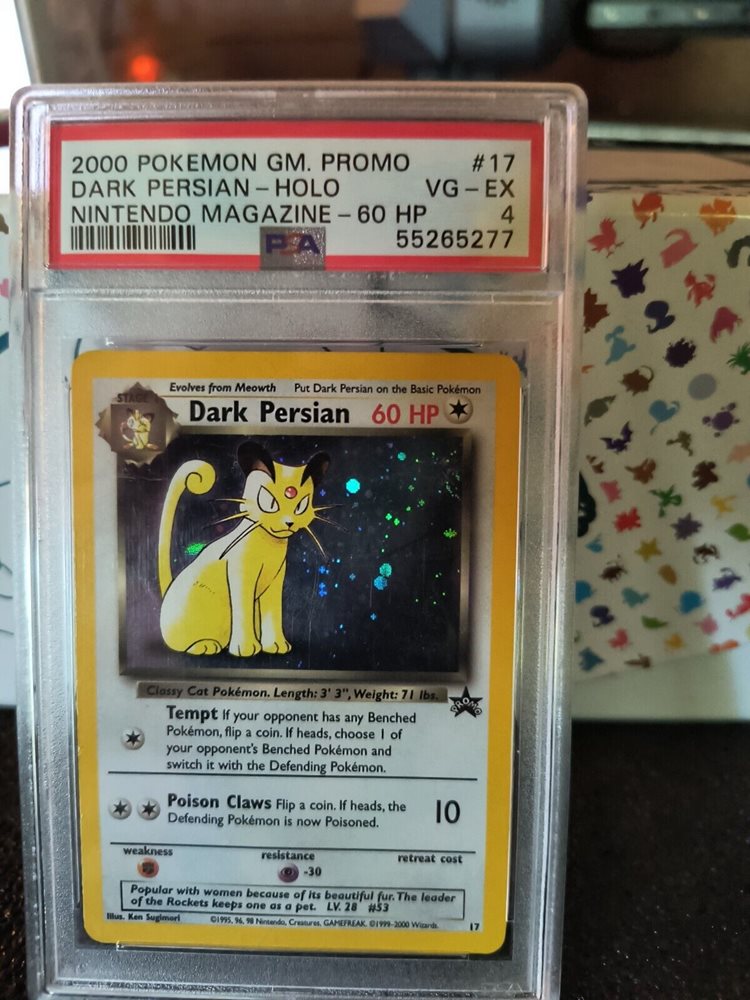 2000 POKEMON GM. PROMO #17
DARK PERSIAN - HOLO VG - EX
NINTENDO MAGAZINE - 60 HP 4
PSA 55265277
Evolves from Meowth Put Dark Persian on the Basic Pokémon
STAGE
Dark Persian 60 HP
Classy Cat Pokémon. Length: 3' 3", Weight: 71 lbs.
PROMO
Tempt If your opponent has any Benched
Pokémon, flip a coin. If heads, choose 1 of
your opponent's Benched Pokémon and
switch it with the Defending Pokémon.
Poison Claws Flip a coin. If heads, the 10
Defending Pokémon is now Poisoned.
weakness resistance retreat cost
-30
Popular with women because of its beautiful fur. The leader
of the Rockets keeps one as a pet. LV. 28 #53
Illus. Ken Sugimori ©1995, 96, 98 Nintendo, Creatures, GAMEFREAK. ©1999-2000 Wizards. 17